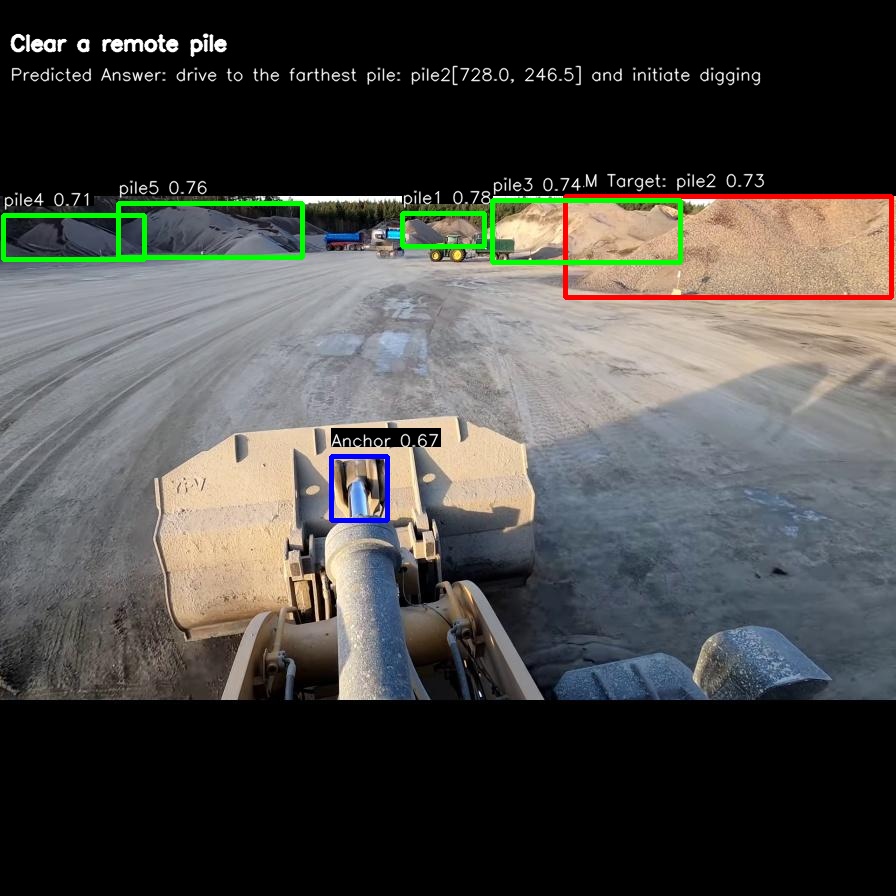 Clear a remote pile
Predicted Answer: drive to the farthest pile: pile2[728.0, 246.5] and initiate digging
pile4 0.71
pile5 0.76
pile1 0.78
pile3 0.74
M Target: pile2 0.73
Anchor 0.67